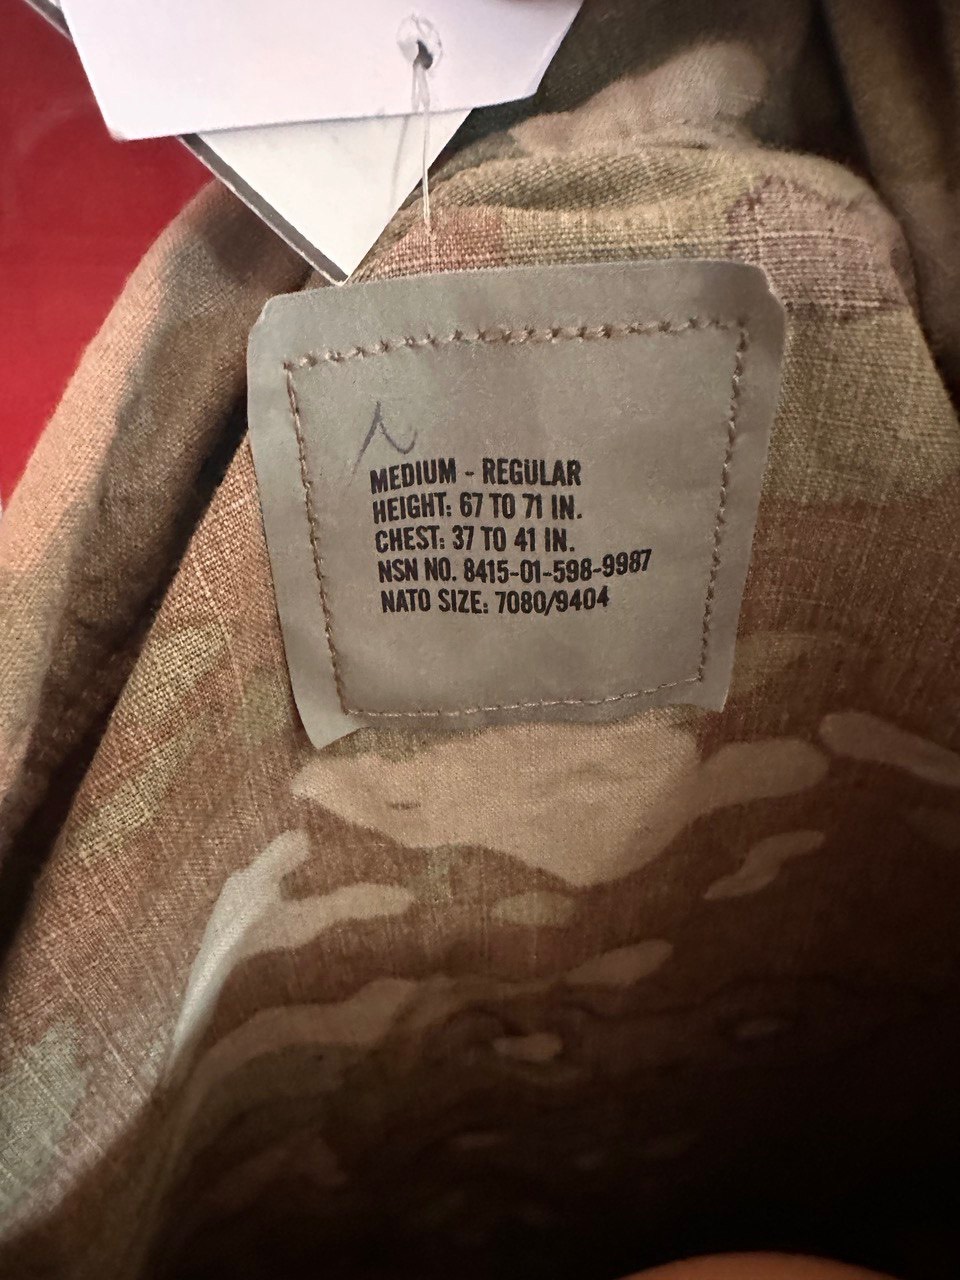 MEDIUM - REGULAR
HEIGHT: 67 TO 71 IN.
CHEST: 37 TO 41 IN.
NSN NO. 8415-01-598-9987
NATO SIZE: 7080/9404